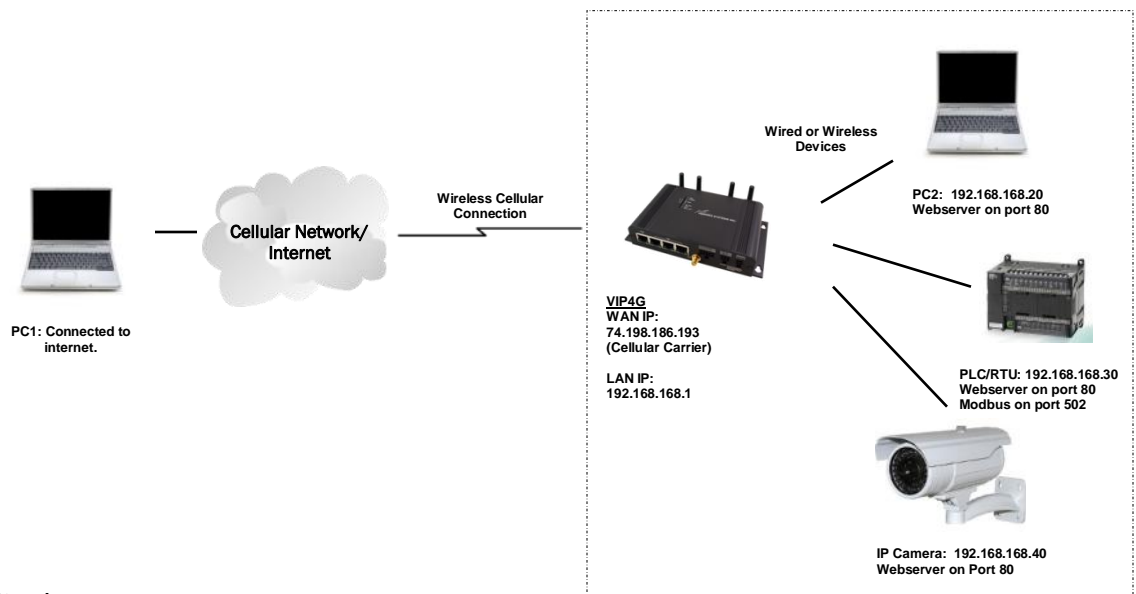 Wired or Wireless
Devices
PC2: 192.168.168.20
Webserver on port 80
Wireless Cellular
Connection
Cellular Network/
Internet
PC1: Connected to
internet.
VIP4G
WAN IP:
74.198.186.193
(Cellular Carrier)
LAN IP:
192.168.168.1
PLC/RTU: 192.168.168.30
Webserver on port 80
Modbus on port 502
IP Camera: 192.168.168.40
Webserver on Port 80